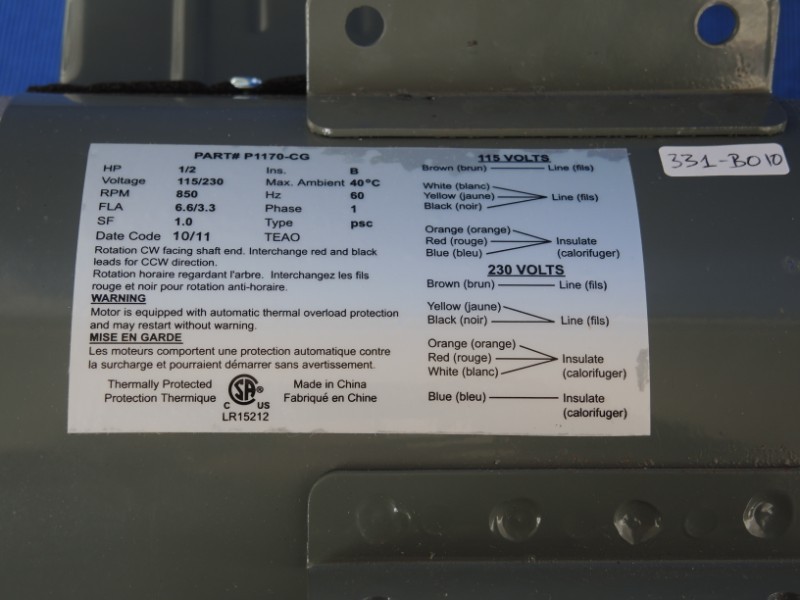 PART# P1170-CG
HP 1/2 Ins. B
Voltage 115/230 Max. Ambient 40°C
RPM 850 Hz 60
FLA 6.6/3.3 Phase 1
SF 1.0 Type psc
Date Code 10/11 TEAO
Rotation CW facing shaft end. Interchange red and black
leads for CCW direction.
Rotation horaire regardant l'arbre. Interchangez les fils
rouge et noir pour rotation anti-horaire.
WARNING
Motor is equipped with automatic thermal overload protection
and may restart without warning.
MISE EN GARDE
Les moteurs comportent une protection automatique contre
la surcharge et pourraient démarrer sans avertissement.
Thermally Protected
Protection Thermique
C SA US
LR15212
Made in China
Fabriqué en Chine
115 VOLTS
Brown (brun) Line (fils)
White (blanc)
Yellow (jaune) Line (fils)
Black (noir)
Orange (orange)
Red (rouge) Insulate
Blue (bleu) (calorifuger)
230 VOLTS
Brown (brun) Line (fils)
Yellow (jaune)
Black (noir) Line (fils)
Orange (orange)
Red (rouge) Insulate
White (blanc) (calorifuger)
Blue (bleu) Insulate
(calorifuger)
331-B010